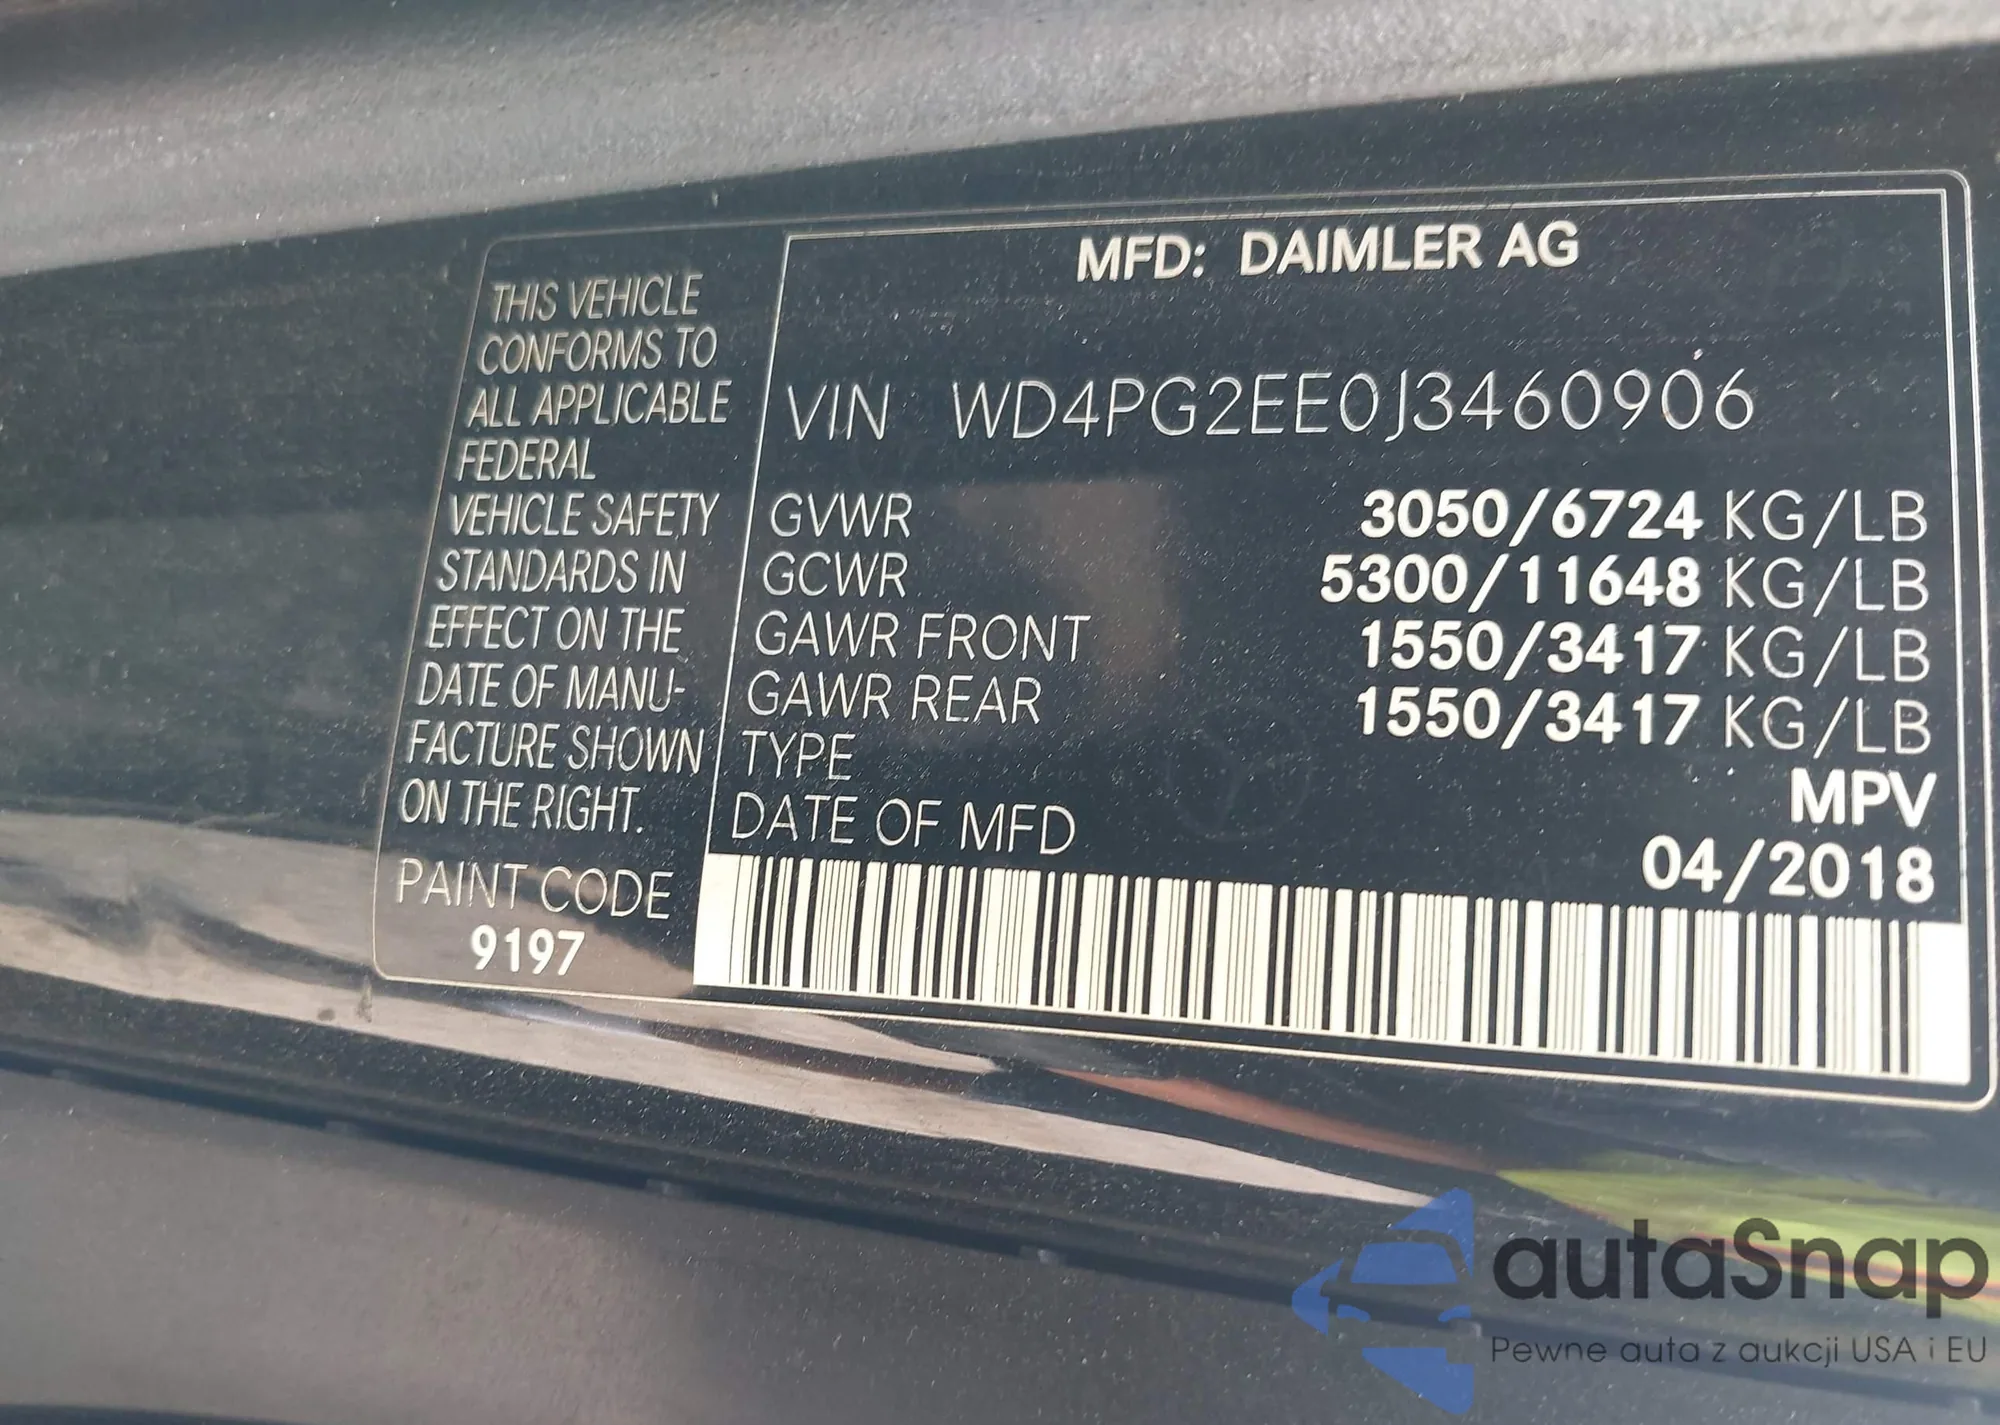 THIS VEHICLE
CONFORMS TO
ALL APPLICABLE
FEDERAL
VEHICLE SAFETY
STANDARDS IN
EFFECT ON THE
DATE OF MANU-
FACTURE SHOWN
ON THE RIGHT.
PAINT CODE
9197
MFD: DAIMLER AG
VIN WD4PG2EE0J3460906
GVWR 3050/6724 KG/LB
GCWR 5300/11648 KG/LB
GAWR FRONT 1550/3417 KG/LB
GAWR REAR 1550/3417 KG/LB
TYPE MPV
DATE OF MFD 04/2018
autaSnap
Pewne auta z aukcji USA i EU